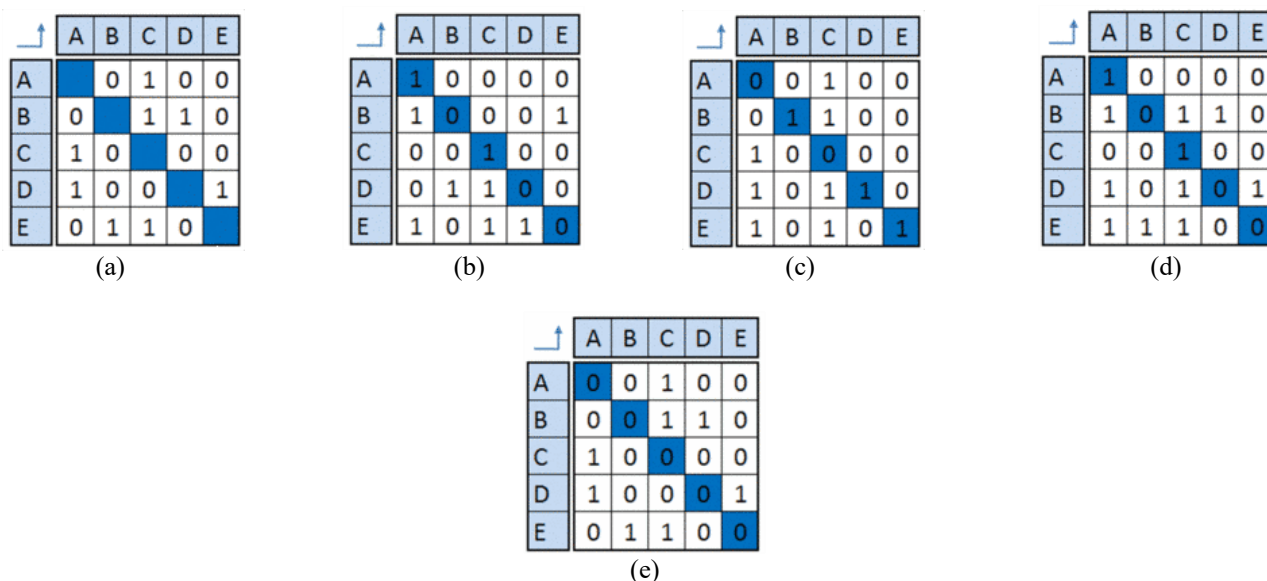 A B C D E
A 0 1 0 0
B 0 1 1 0
C 1 0 0 0
D 1 0 0 1
E 0 1 1 0
(a)
A B C D E
A 1 0 0 0 0
B 1 0 0 0 1
C 0 0 1 0 0
D 0 1 1 0 0
E 1 0 1 1 0
(b)
A B C D E
A 0 0 1 0 0
B 0 1 1 0 0
C 1 0 0 0 0
D 1 0 1 1 0
E 1 0 1 0 1
(c)
A B C D E
A 1 0 0 0 0
B 1 0 1 1 0
C 0 0 1 0 0
D 1 0 1 0 1
E 1 1 1 0 0
(d)
A B C D E
A 0 0 1 0 0
B 0 0 1 1 0
C 1 0 0 0 0
D 1 0 0 0 1
E 0 1 1 0 0
(e)